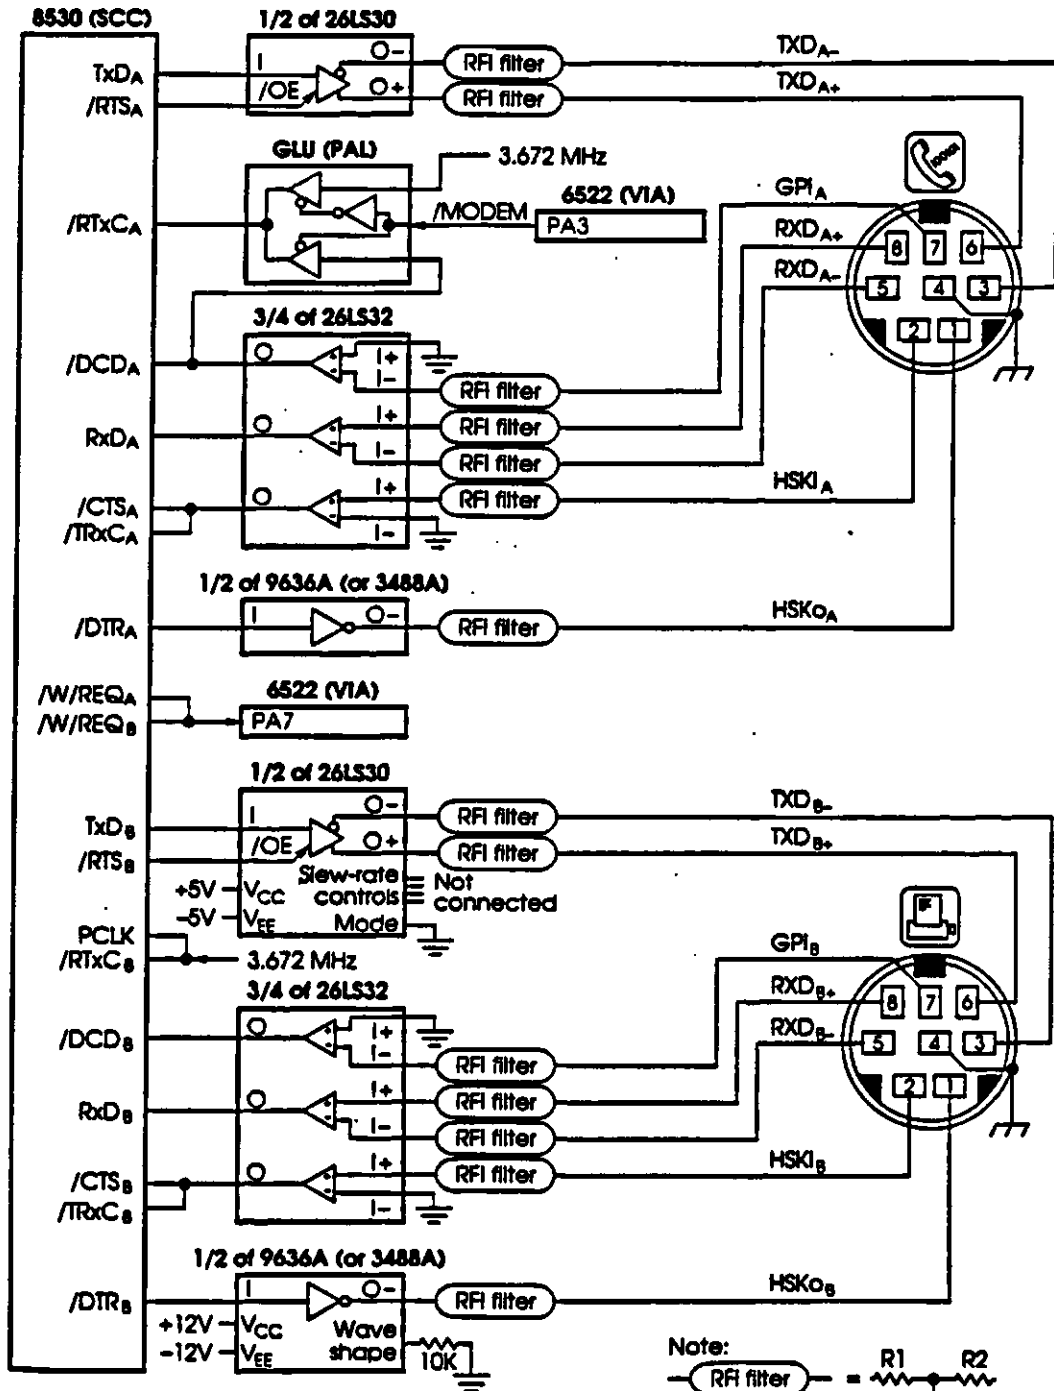 8530 (SCC)
1/2 of 26LS30
TxDA
/RTSA
I
/OE
O-
O+
RFI filter
RFI filter
TXDA-
TXDA+
GLU (PAL)
3.672 MHz
/RTxCA
/MODEM
6522 (VIA)
PA3
GPiA
RXDA+
RXDA-
8
7
6
5
4
3
2
1
3/4 of 26LS32
/DCDA
O
I+
I-
RFI filter
RxDA
O
I+
I-
RFI filter
RFI filter
/CTSA
/TRxCA
O
I+
I-
RFI filter
HSKiA
1/2 of 9636A (or 3488A)
/DTRA
I
O-
RFI filter
HSKoA
/W/REQA
/W/REQB
6522 (VIA)
PA7
1/2 of 26LS30
TxDB
/RTSB
I
/OE
O-
O+
RFI filter
RFI filter
TXDB-
TXDB+
+5V
VCC
-5V
VEE
Slew-rate
controls
Mode
Not
connected
PCLK
/RTxCB
3.672 MHz
GPiB
RXDB+
RXDB-
8
7
6
5
4
3
2
1
3/4 of 26LS32
/DCDB
O
I+
I-
RFI filter
RxDB
O
I+
I-
RFI filter
RFI filter
/CTSB
/TRxCB
O
I+
I-
RFI filter
HSKiB
1/2 of 9636A (or 3488A)
/DTRB
I
O-
RFI filter
HSKoB
+12V
VCC
-12V
VEE
Wave
shape
10K
Note:
RFI filter
=
R1
R2